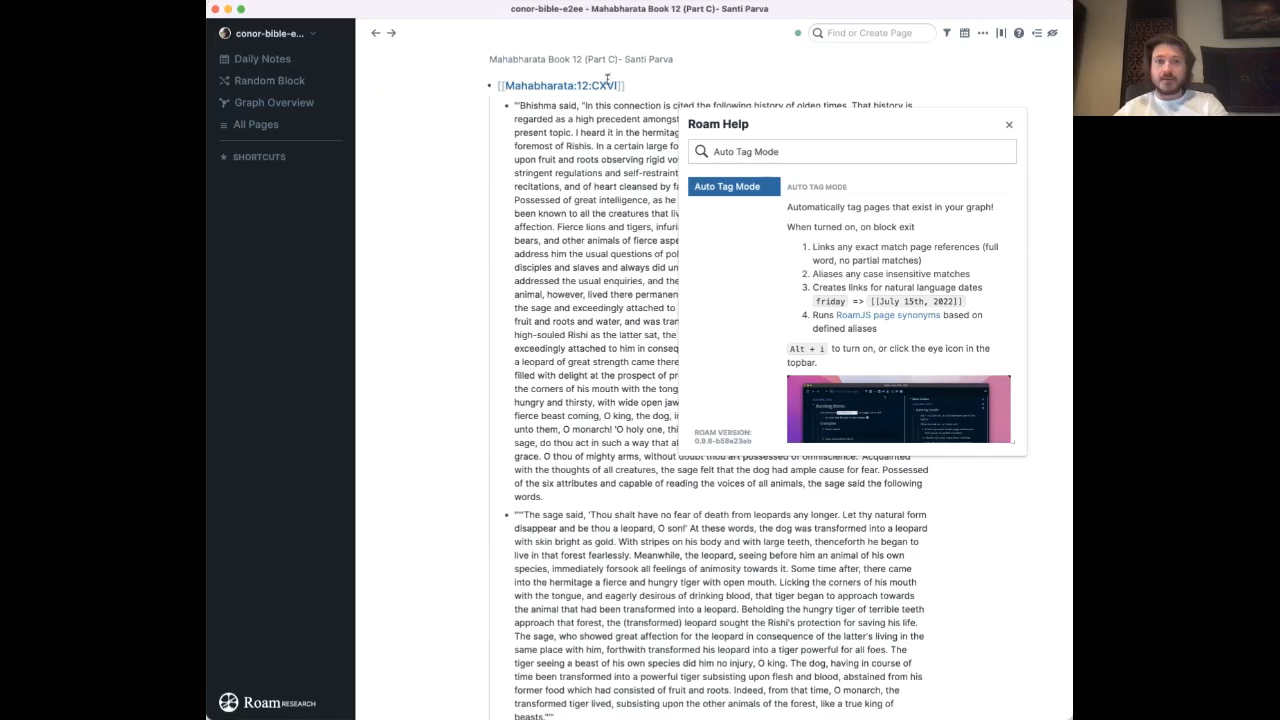 conor-bible-e2ee - Mahabharata Book 12 (Part C)- Santi Parva
conor-bible-e...
Daily Notes
Random Block
Graph Overview
All Pages
SHORTCUTS
Find or Create Page
Mahabharata Book 12 (Part C)- Santi Parva
[[Mahabharata:12:CXVI]]
"'Bhishma said, "In this connection is cited the following history of olden times. That history is
regarded as a high precedent amongst
present topic. I heard it in the hermitag
foremost of Rishis. In a certain large fo
upon fruit and roots observing rigid vo
stringent regulations and self-restraint
recitations, and of heart cleansed by fa
Possessed of great intelligence, as he
been known to all the creatures that liv
affection. Fierce lions and tigers, infuri
bears, and other animals of fierce aspe
address him the usual questions of pol
disciples and slaves and always did un
addressed the usual enquiries, and the
animal, however, lived there permanen
the sage and exceedingly attached to
fruit and roots and water, and was tran
high-souled Rishi as the latter sat, the
exceedingly attached to him in conseq
a leopard of great strength came there
filled with delight at the prospect of pr
the corners of his mouth with the tong
hungry and thirsty, with wide open jaw
fierce beast coming, O king, the dog, i
unto them, O monarch! 'O holy one, thi
sage, do thou act in such a way that al
grace. O thou of mighty arms, without doubt thou art possessed of omniscience.' Acquainted
with the thoughts of all creatures, the sage felt that the dog had ample cause for fear. Possessed
of the six attributes and capable of reading the voices of all animals, the sage said the following
words.
"'"The sage said, 'Thou shalt have no fear of death from leopards any longer. Let thy natural form
disappear and be thou a leopard, O son!' At these words, the dog was transformed into a leopard
with skin bright as gold. With stripes on his body and with large teeth, thenceforth he began to
live in that forest fearlessly. Meanwhile, the leopard, seeing before him an animal of his own
species, immediately forsook all feelings of animosity towards it. Some time after, there came
into the hermitage a fierce and hungry tiger with open mouth. Licking the corners of his mouth
with the tongue, and eagerly desirous of drinking blood, that tiger began to approach towards
the animal that had been transformed into a leopard. Beholding the hungry tiger of terrible teeth
approach that forest, the (transformed) leopard sought the Rishi's protection for saving his life.
The sage, who showed great affection for the leopard in consequence of the latter's living in the
same place with him, forthwith transformed his leopard into a tiger powerful for all foes. The
tiger seeing a beast of his own species did him no injury, O king. The dog, having in course of
time been transformed into a powerful tiger subsisting upon flesh and blood, abstained from his
former food which had consisted of fruit and roots. Indeed, from that time, O monarch, the
transformed tiger lived, subsisting upon the other animals of the forest, like a true king of
beasts."'"
Roam Help
Auto Tag Mode
Auto Tag Mode
AUTO TAG MODE
Automatically tag pages that exist in your graph!
When turned on, on block exit
1. Links any exact match page references (full
word, no partial matches)
2. Aliases any case insensitive matches
3. Creates links for natural language dates
friday => [[July 15th, 2022]]
4. Runs RoamJS page synonyms based on
defined aliases
Alt + i to turn on, or click the eye icon in the
topbar.
ROAM VERSION:
0.9.6-b58e23eb
Roam RESEARCH